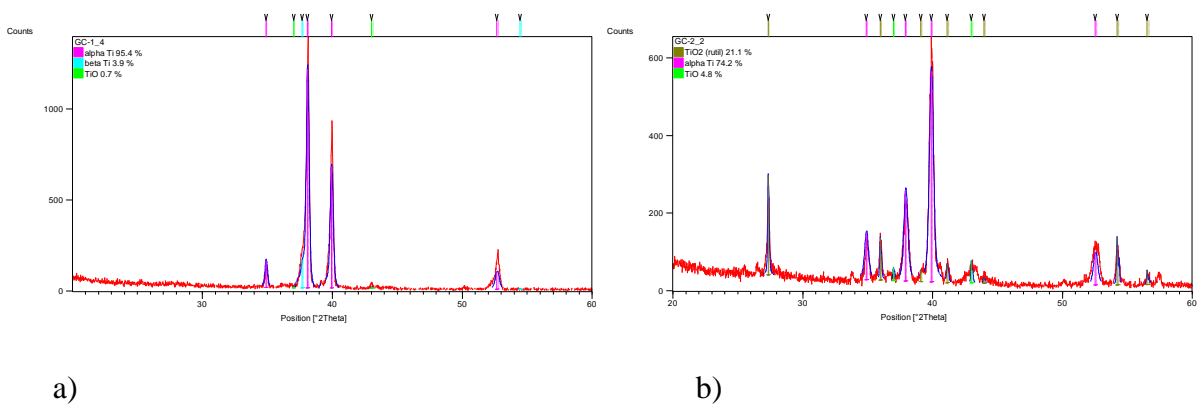 Counts
GC-1_4
alpha Ti 95.4 %
beta Ti 3.9 %
TiO 0.7 %
1000
500
0
30
40
50
60
Position [°2Theta]
a)
Counts
GC-2_2
TiO2 (rutil) 21.1 %
alpha Ti 74.2 %
TiO 4.8 %
600
400
200
0
20
30
40
50
60
Position [°2Theta]
b)